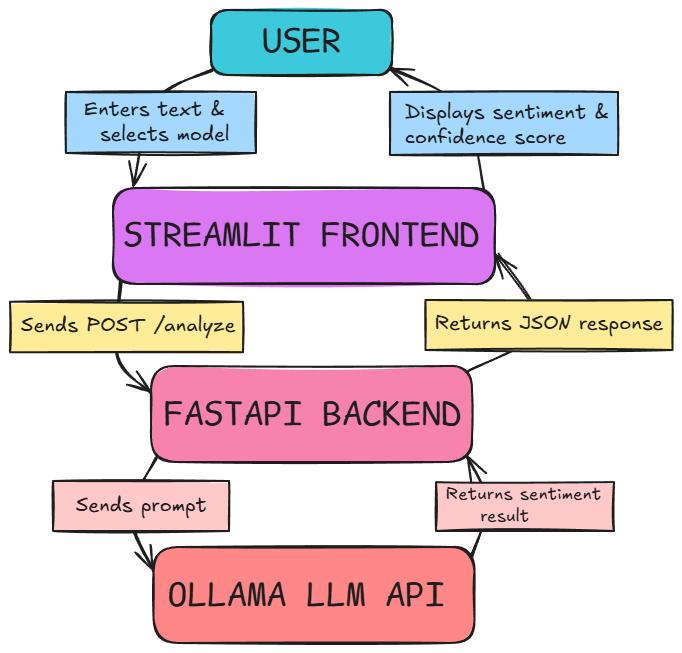 USER
Enters text &
selects model
Displays sentiment &
confidence score
STREAMLIT FRONTEND
Sends POST /analyze
Returns JSON response
FASTAPI BACKEND
Sends prompt
Returns sentiment
result
OLLAMA LLM API